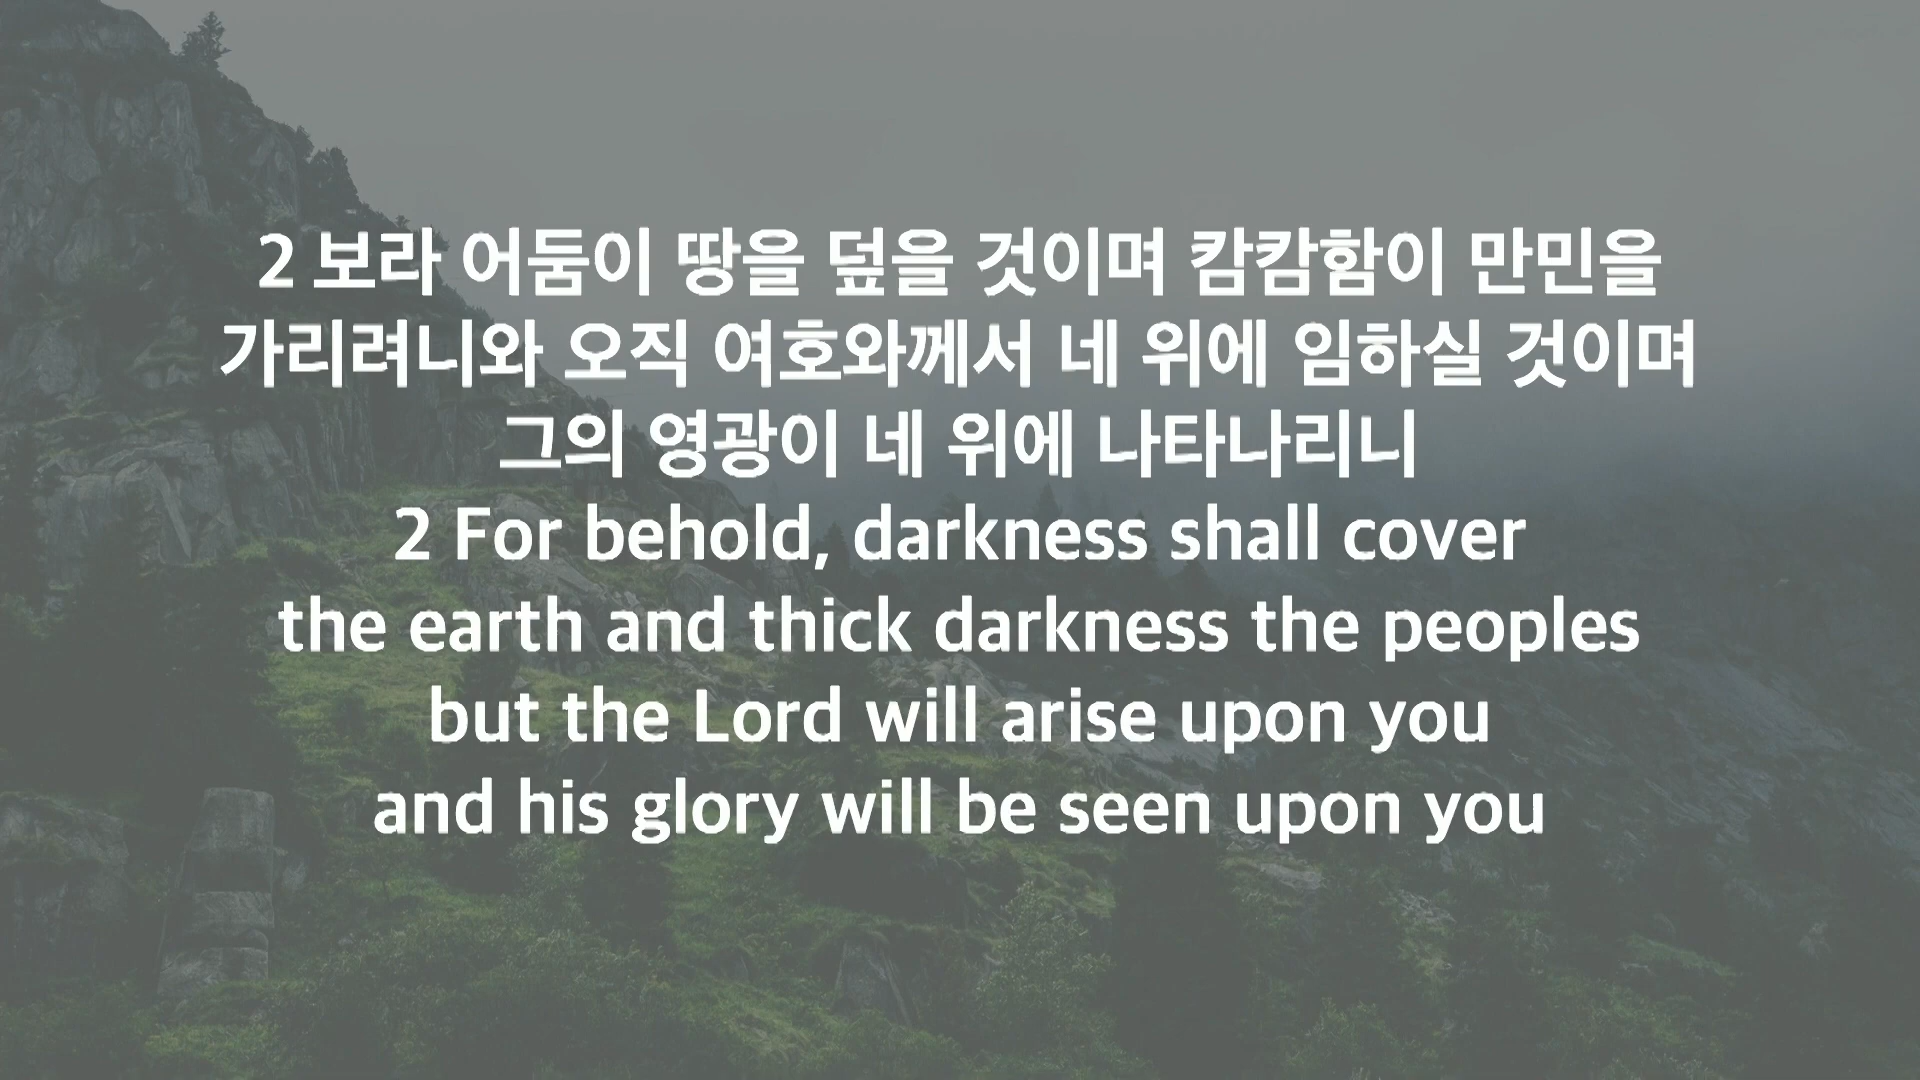 2 보라 어둠이 땅을 덮을 것이며 캄캄함이 만민을
가리려니와 오직 여호와께서 네 위에 임하실 것이며
그의 영광이 네 위에 나타나리니
2 For behold, darkness shall cover
the earth and thick darkness the peoples
but the Lord will arise upon you
and his glory will be seen upon you